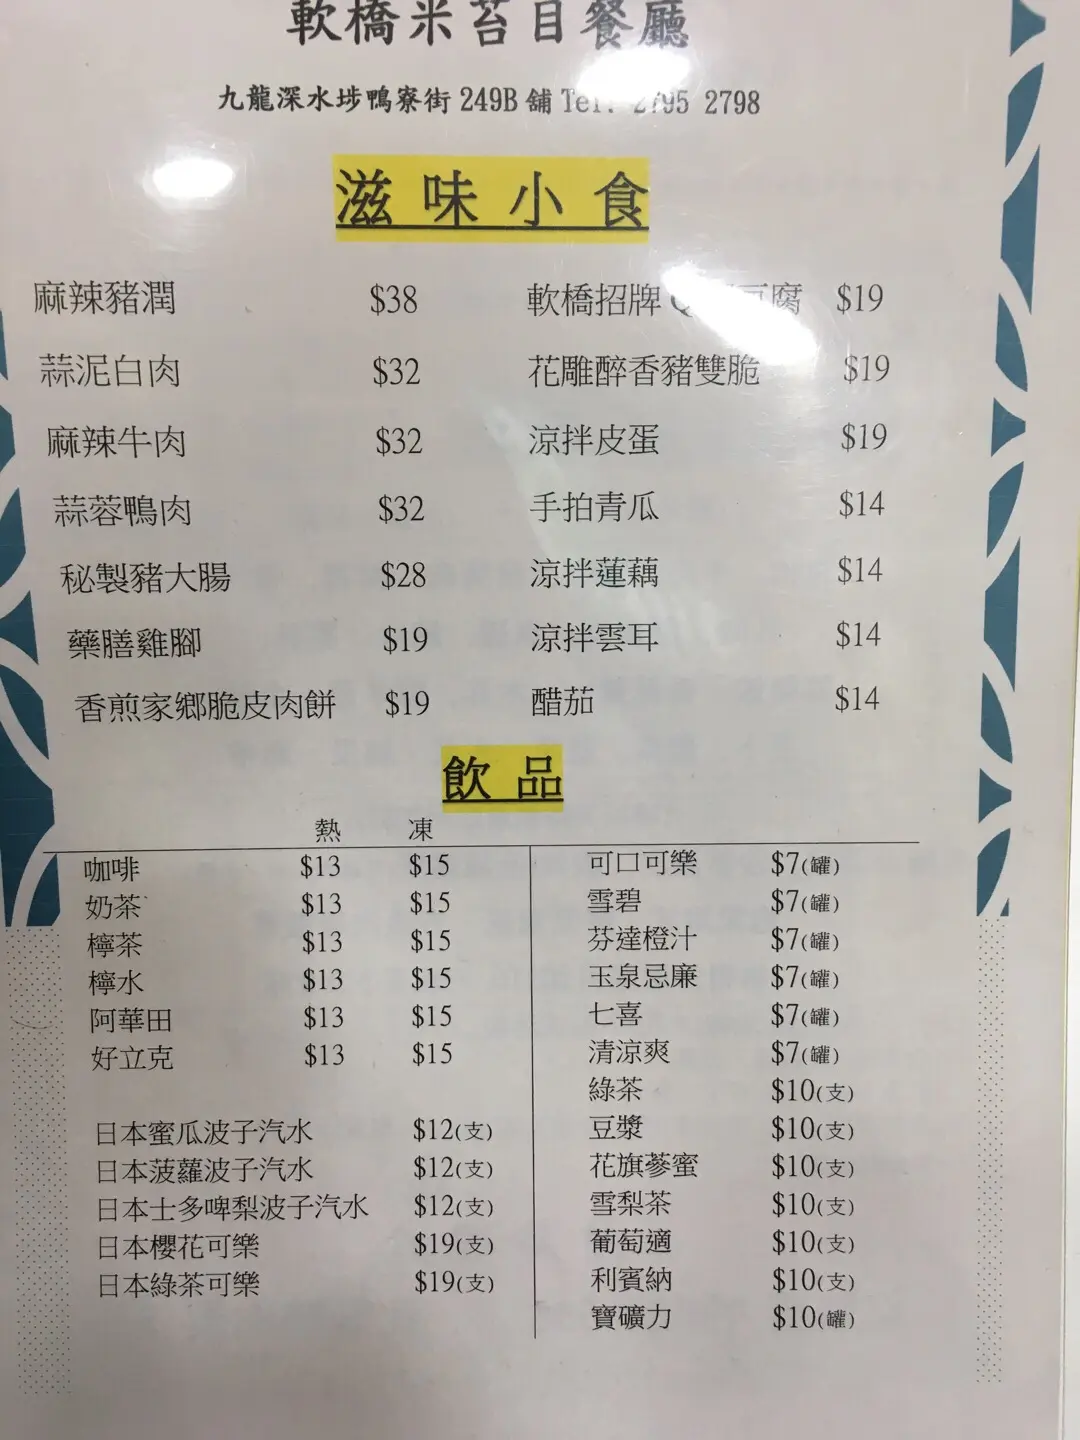 軟橋米苔目餐廳
九龍深水埗鴨寮街 249B 舖 Tel: 2795 2798
滋味小食
麻辣豬潤 $38 軟橋招牌 Q 豆腐 $19
蒜泥白肉 $32 花雕醉香豬雙脆 $19
麻辣牛肉 $32 涼拌皮蛋 $19
蒜蓉鴨肉 $32 手拍青瓜 $14
秘製豬大腸 $28 涼拌蓮藕 $14
藥膳雞腳 $19 涼拌雲耳 $14
香煎家鄉脆皮肉餅 $19 醋茄 $14
飲品
熱 凍
咖啡 $13 $15 可口可樂 $7(罐)
奶茶 $13 $15 雪碧 $7(罐)
檸茶 $13 $15 芬達橙汁 $7(罐)
檸水 $13 $15 玉泉忌廉 $7(罐)
阿華田 $13 $15 七喜 $7(罐)
好立克 $13 $15 清涼爽 $7(罐)
綠茶 $10(支)
日本蜜瓜波子汽水 $12(支) 豆漿 $10(支)
日本菠蘿波子汽水 $12(支) 花旗蔘蜜 $10(支)
日本士多啤梨波子汽水 $12(支) 雪梨茶 $10(支)
日本櫻花可樂 $19(支) 葡萄適 $10(支)
日本綠茶可樂 $19(支) 利賓納 $10(支)
寶礦力 $10(罐)